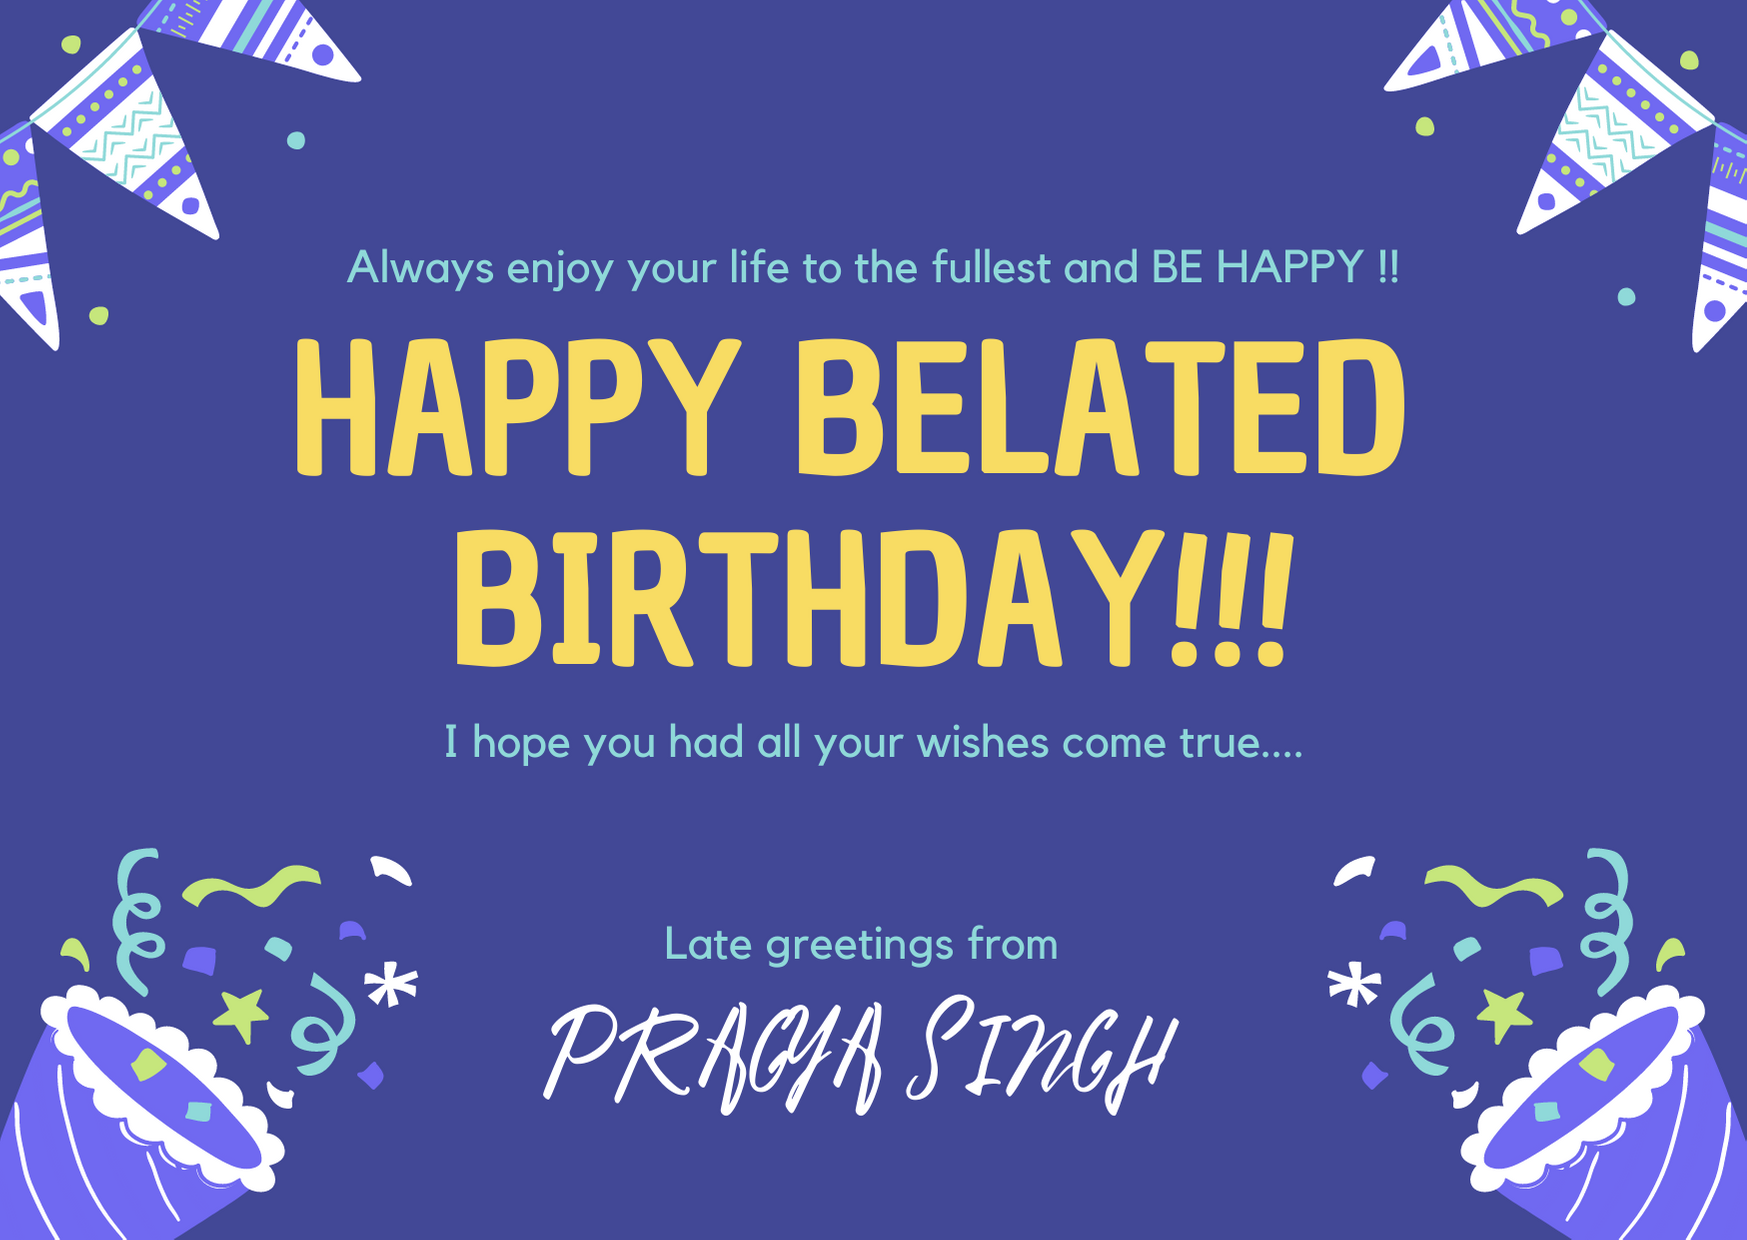 Always enjoy your life to the fullest and BE HAPPY !!
HAPPY BELATED
BIRTHDAY!!!
I hope you had all your wishes come true....
Late greetings from
PRAGYA SINGH